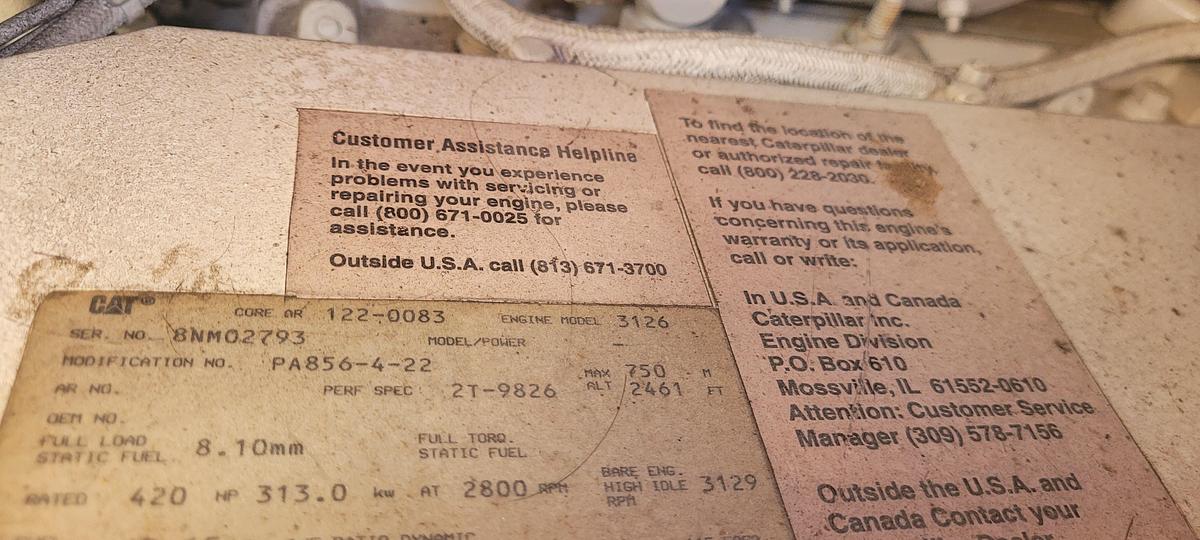 Customer Assistance Helpline
In the event you experience
problems with servicing or
repairing your engine, please
call (800) 671-0025 for
assistance.
Outside U.S.A. call (813) 671-3700
To find the location of the
nearest Caterpillar dealer
or authorized repair
call (800) 228-2030.
If you have questions
concerning this engine's
warranty or its application,
call or write:
In U.S.A. and Canada
Caterpillar Inc.
Engine Division
P.O. Box 610
Mossville, IL 61552-0610
Attention: Customer Service
Manager (309) 578-7156
Outside the U.S.A. and
Canada Contact your
Dealer
CAT®
CORE AR 122-0083 ENGINE MODEL 3126
SER. NO. 8NM02793 MODEL/POWER –
MODIFICATION NO. PA856-4-22
AR NO. PERF SPEC 2T-9826 MAX ALT 750 M 2461 FT
OEM NO.
FULL LOAD STATIC FUEL 8.10mm FULL TORQ. STATIC FUEL
RATED 420 HP 313.0 kw AT 2800 RPM BARE ENG. HIGH IDLE RPM 3129
RATIO DYNAMIC